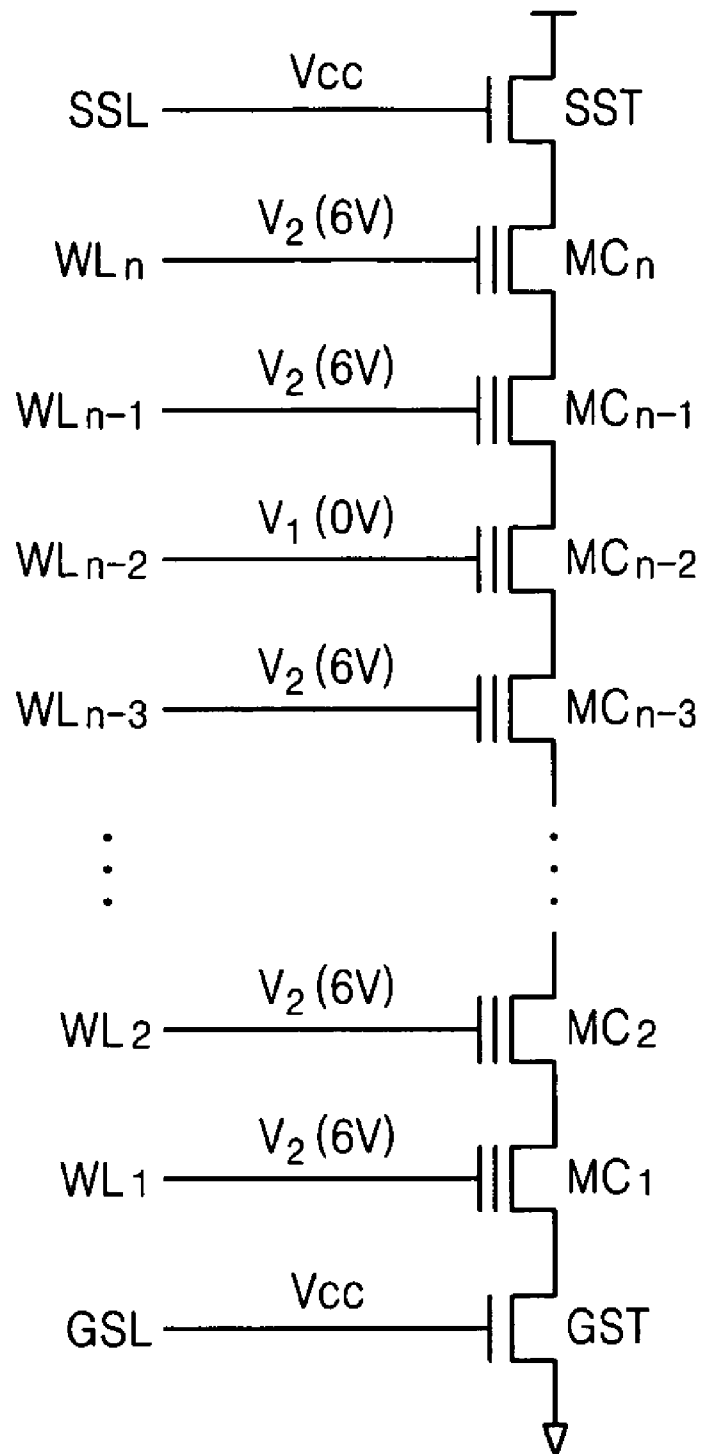 Vcc
SSL SST
V₂ (6V)
WLn MCn
V₂ (6V)
WLn-1 MCn-1
V₁ (0V)
WLn-2 MCn-2
V₂ (6V)
WLn-3 MCn-3
V₂ (6V)
WL₂ MC₂
V₂ (6V)
WL₁ MC₁
Vcc
GSL GST